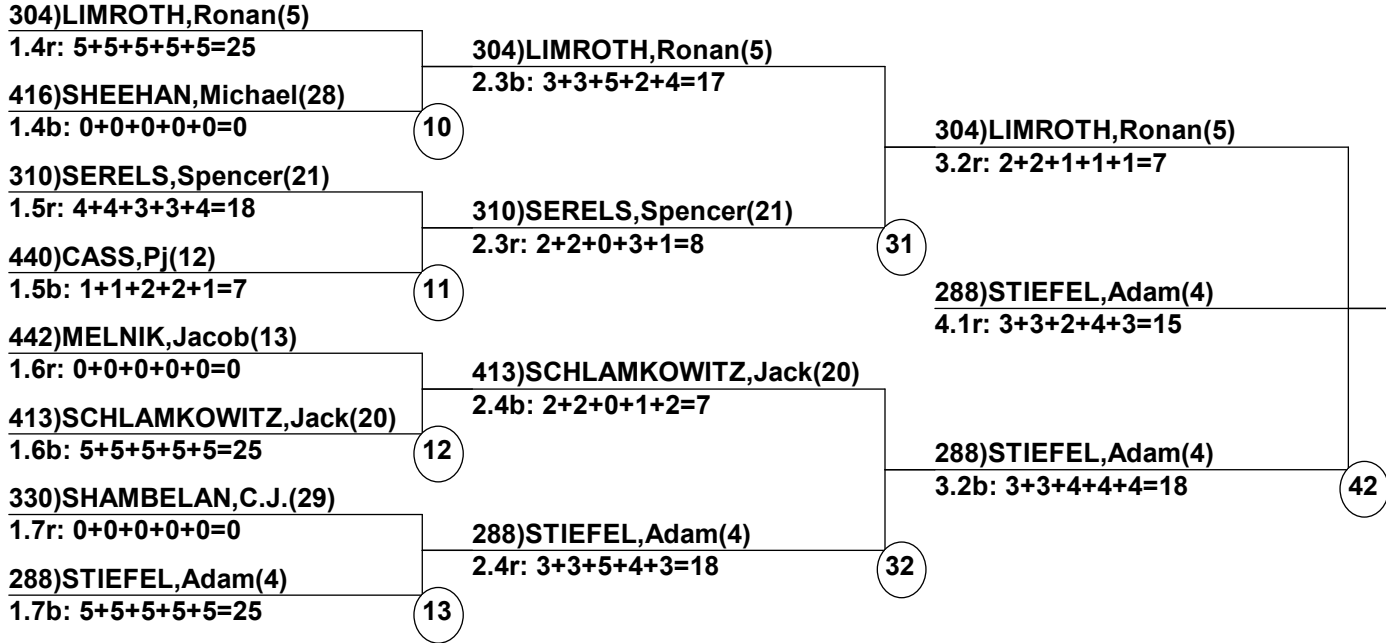 304)LIMROTH,Ronan(5)
1.4r: 5+5+5+5+5=25
416)SHEEHAN,Michael(28)
1.4b: 0+0+0+0+0=0
10
310)SERELS,Spencer(21)
1.5r: 4+4+3+3+4=18
440)CASS,Pj(12)
1.5b: 1+1+2+2+1=7
11
442)MELNIK,Jacob(13)
1.6r: 0+0+0+0+0=0
413)SCHLAMKOWITZ,Jack(20)
1.6b: 5+5+5+5+5=25
12
330)SHAMBELAN,C.J.(29)
1.7r: 0+0+0+0+0=0
288)STIEFEL,Adam(4)
1.7b: 5+5+5+5+5=25
13
304)LIMROTH,Ronan(5)
2.3b: 3+3+5+2+4=17
310)SERELS,Spencer(21)
2.3r: 2+2+0+3+1=8
31
413)SCHLAMKOWITZ,Jack(20)
2.4b: 2+2+0+1+2=7
288)STIEFEL,Adam(4)
2.4r: 3+3+5+4+3=18
32
304)LIMROTH,Ronan(5)
3.2r: 2+2+1+1+1=7
288)STIEFEL,Adam(4)
4.1r: 3+3+2+4+3=15
288)STIEFEL,Adam(4)
3.2b: 3+3+4+4+4=18
42